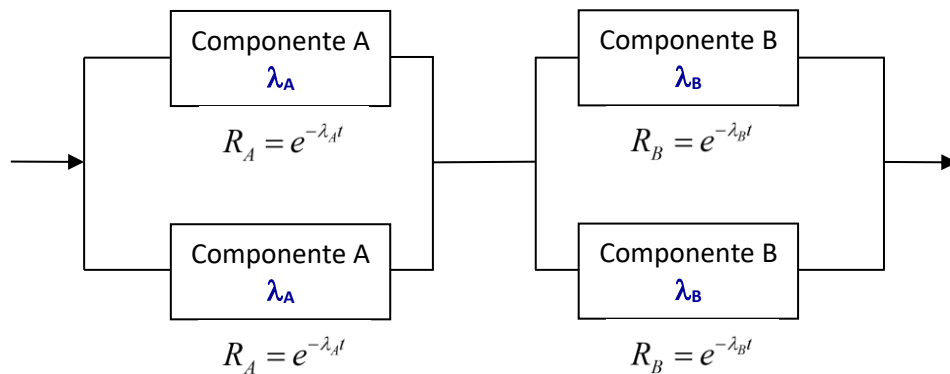 Componente A
λA
R_A = e^{-λ_A t}
Componente B
λB
R_B = e^{-λ_B t}
Componente A
λA
R_A = e^{-λ_A t}
Componente B
λB
R_B = e^{-λ_B t}